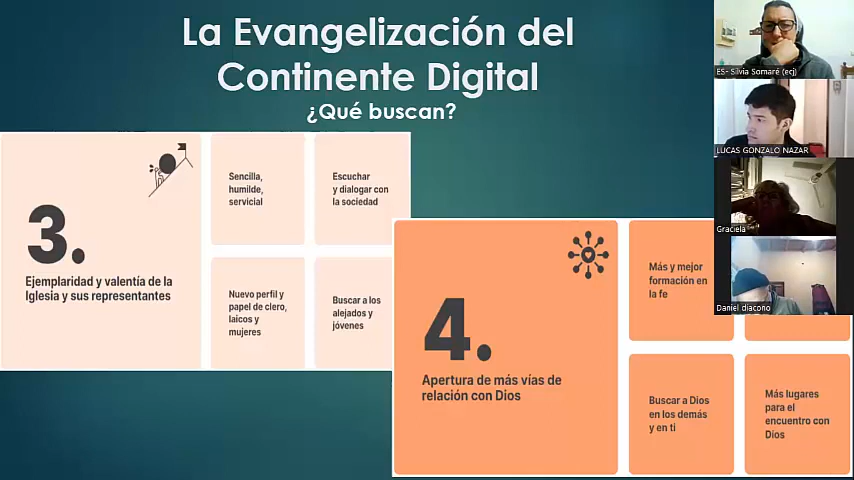 La Evangelización del
Continente Digital
¿Qué buscan?
3.
Ejemplaridad y valentía de la
Iglesia y sus representantes
Sencilla,
humilde,
servicial
Escuchar
y dialogar con
la sociedad
Nuevo perfil y
papel de clero,
laicos y
mujeres
Buscar a los
alejados y
jóvenes
4.
Apertura de más vías de
relación con Dios
Más y mejor
formación en
la fe
Buscar a Dios
en los demás
y en ti
Más lugares
para el
encuentro con
Dios
ES- Silvia Somaré (ecj)
LUCAS GONZALO NAZAR
Graciela
Daniel diacono